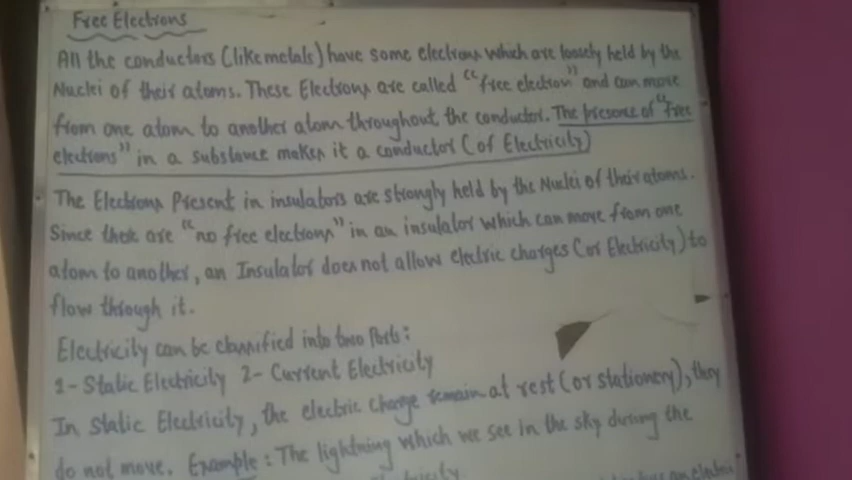 Free Electrons
All the conductors (like metals) have some electrons which are loosely held by the
Nuclei of their atoms. These Electrons are called "free electron" and can move
from one atom to another atom throughout the conductor. The presence of "Free
electrons" in a substance makes it a conductor (of Electricity)
The Electrons Present in insulators are strongly held by the Nuclei of their atoms.
Since there are "no free electrons" in an insulator which can move from one
atom to another, an Insulator does not allow electric charges (or Electricity) to
flow through it.
Electricity can be classified into two Parts:
1- Static Electricity 2- Current Electricity
In Static Electricity, the electric charge remain at rest (or stationery), they
do not move. Example: The lightning which we see in the sky during the